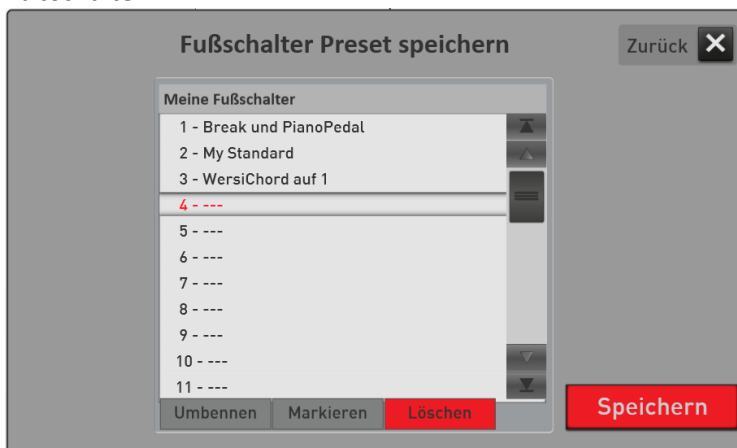 Fußschalter Preset speichern
Zurück
Meine Fußschalter
1 - Break und PianoPedal
2 - My Standard
3 - WersiChord auf 1
4 - ---
5 - ---
6 - ---
7 - ---
8 - ---
9 - ---
10 - ---
11 - ---
Umbennen Markieren Löschen
Speichern